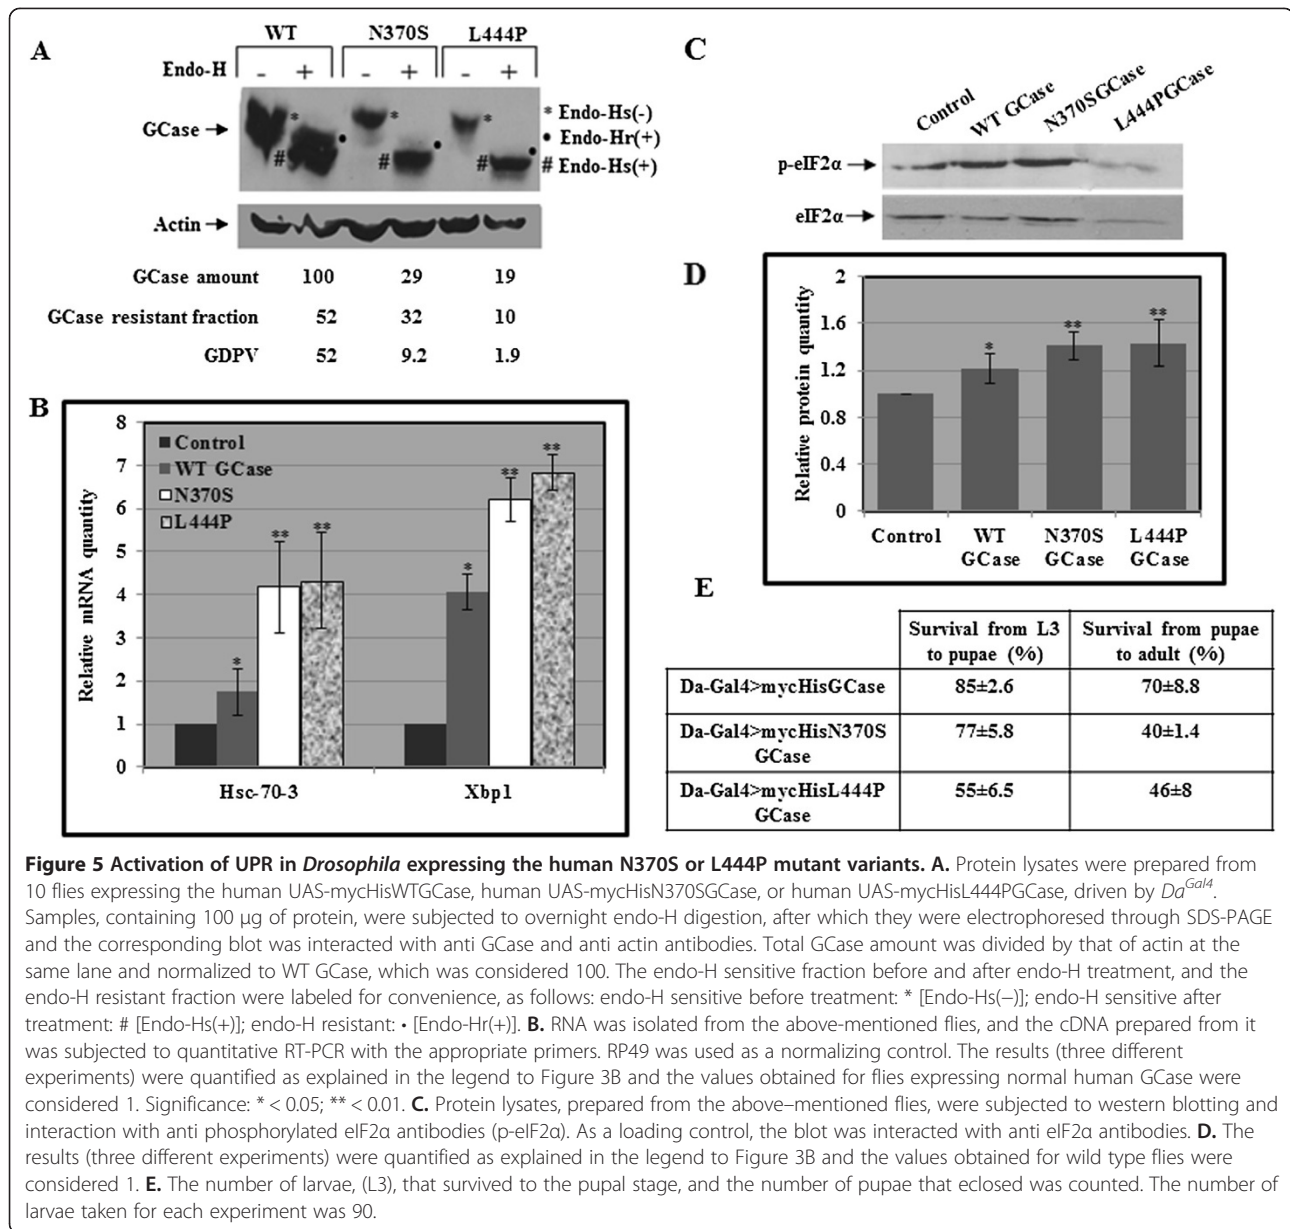 A
WT N370S L444P
Endo-H - + - + - +
GCase
* Endo-Hs(-)
• Endo-Hr(+)
# Endo-Hs(+)
* # • * # • * # •
Actin
GCase amount 100 29 19
GCase resistant fraction 52 32 10
GDPV 52 9.2 1.9
B
Relative mRNA quantity
8
7
6
5
4
3
2
1
0
Control
WT GCase
N370S
L444P
* ** ** * ** **
Hsc-70-3 Xbp1
C
Control WT GCase N370SGCase L444PGCase
p-eIF2α
eIF2α
D
Relative protein quantity
2
1.6
1.2
0.8
0.4
0
* ** **
Control WT GCase N370S GCase L444P GCase
E
Survival from L3 to pupae (%) Survival from pupae to adult (%)
Da-Gal4>mycHisGCase 85±2.6 70±8.8
Da-Gal4>mycHisN370S GCase 77±5.8 40±1.4
Da-Gal4>mycHisL444P GCase 55±6.5 46±8
Figure 5 Activation of UPR in Drosophila expressing the human N370S or L444P mutant variants. A. Protein lysates were prepared from
10 flies expressing the human UAS-mycHisWTGCase, human UAS-mycHisN370SGCase, or human UAS-mycHisL444PGCase, driven by Da^Gal4.
Samples, containing 100 μg of protein, were subjected to overnight endo-H digestion, after which they were electrophoresed through SDS-PAGE
and the corresponding blot was interacted with anti GCase and anti actin antibodies. Total GCase amount was divided by that of actin at the
same lane and normalized to WT GCase, which was considered 100. The endo-H sensitive fraction before and after endo-H treatment, and the
endo-H resistant fraction were labeled for convenience, as follows: endo-H sensitive before treatment: * [Endo-Hs(−)]; endo-H sensitive after
treatment: # [Endo-Hs(+)]; endo-H resistant: • [Endo-Hr(+)]. B. RNA was isolated from the above-mentioned flies, and the cDNA prepared from it
was subjected to quantitative RT-PCR with the appropriate primers. RP49 was used as a normalizing control. The results (three different
experiments) were quantified as explained in the legend to Figure 3B and the values obtained for flies expressing normal human GCase were
considered 1. Significance: * < 0.05; ** < 0.01. C. Protein lysates, prepared from the above–mentioned flies, were subjected to western blotting and
interaction with anti phosphorylated eIF2α antibodies (p-eIF2α). As a loading control, the blot was interacted with anti eIF2α antibodies. D. The
results (three different experiments) were quantified as explained in the legend to Figure 3B and the values obtained for wild type flies were
considered 1. E. The number of larvae, (L3), that survived to the pupal stage, and the number of pupae that eclosed was counted. The number of
larvae taken for each experiment was 90.